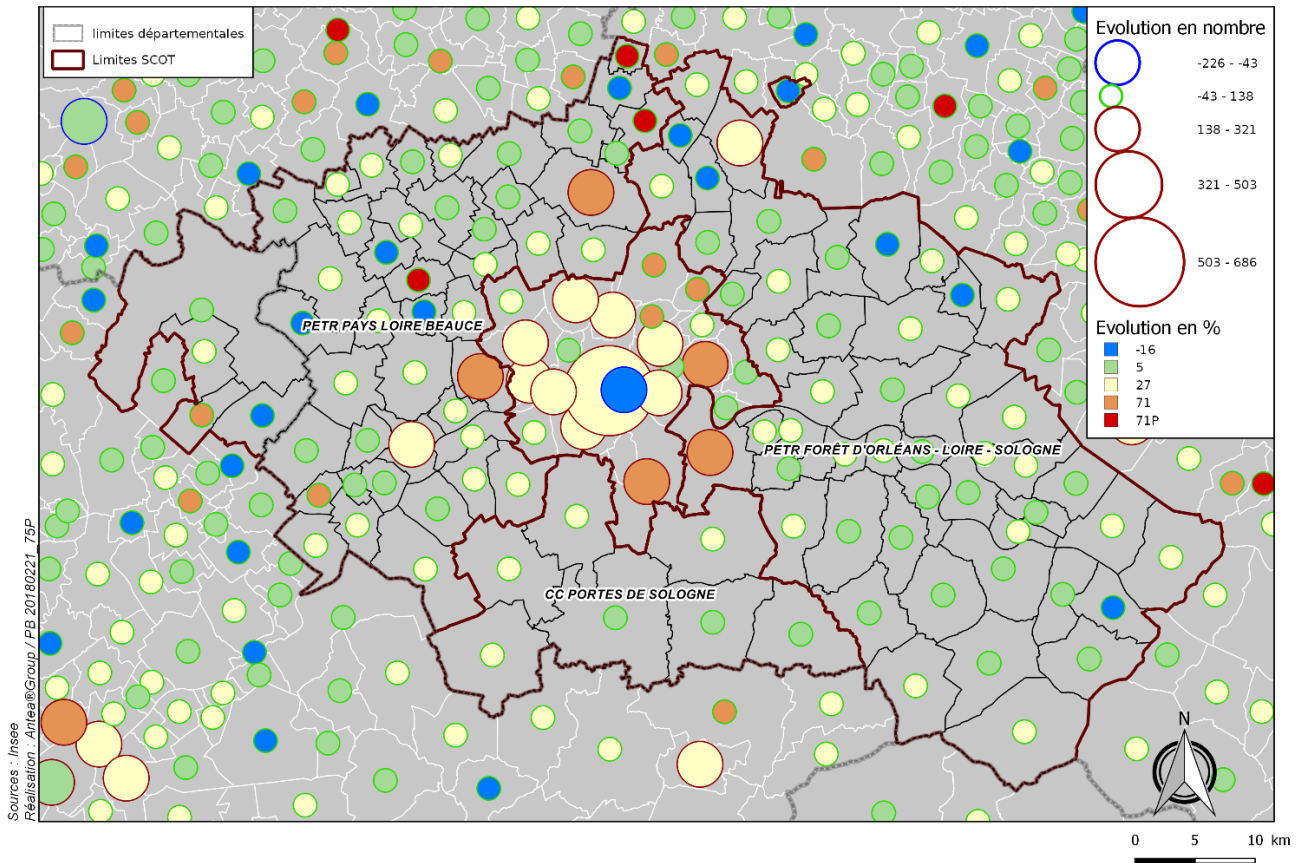 limites départementales
Limites SCOT
Evolution en nombre
-226 - -43
-43 - 138
138 - 321
321 - 503
503 - 686
Evolution en %
-16
5
27
71
71P
PETR PAYS LOIRE BEAUCE
PETR FORÊT D'ORLÉANS - LOIRE - SOLOGNE
CC PORTES DE SOLOGNE
Sources : Insee
Réalisation : Antea®Group / PB 20180221_75P
N
0 5 10 km